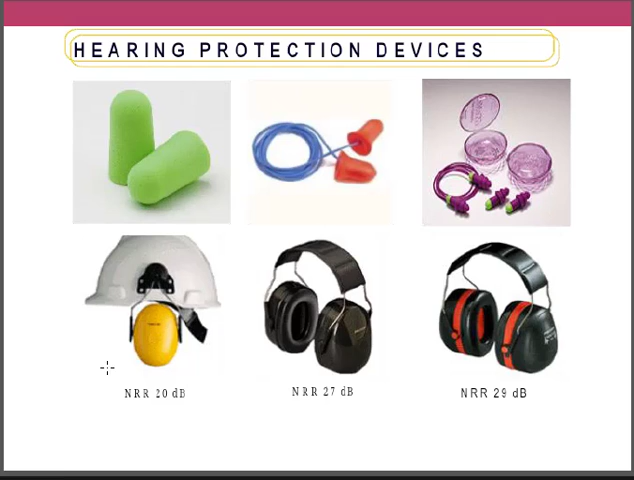 HEARING PROTECTION DEVICES
NRR 20 dB
NRR 27 dB
NRR 29 dB